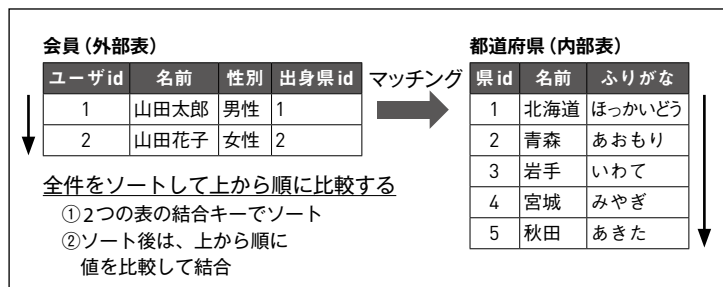 会員（外部表）
ユーザid 名前 性別 出身県id
1 山田太郎 男性 1
2 山田花子 女性 2
マッチング
都道府県（内部表）
県id 名前 ふりがな
1 北海道 ほっかいどう
2 青森 あおもり
3 岩手 いわて
4 宮城 みやぎ
5 秋田 あきた
全件をソートして上から順に比較する
①2つの表の結合キーでソート
②ソート後は、上から順に
値を比較して結合